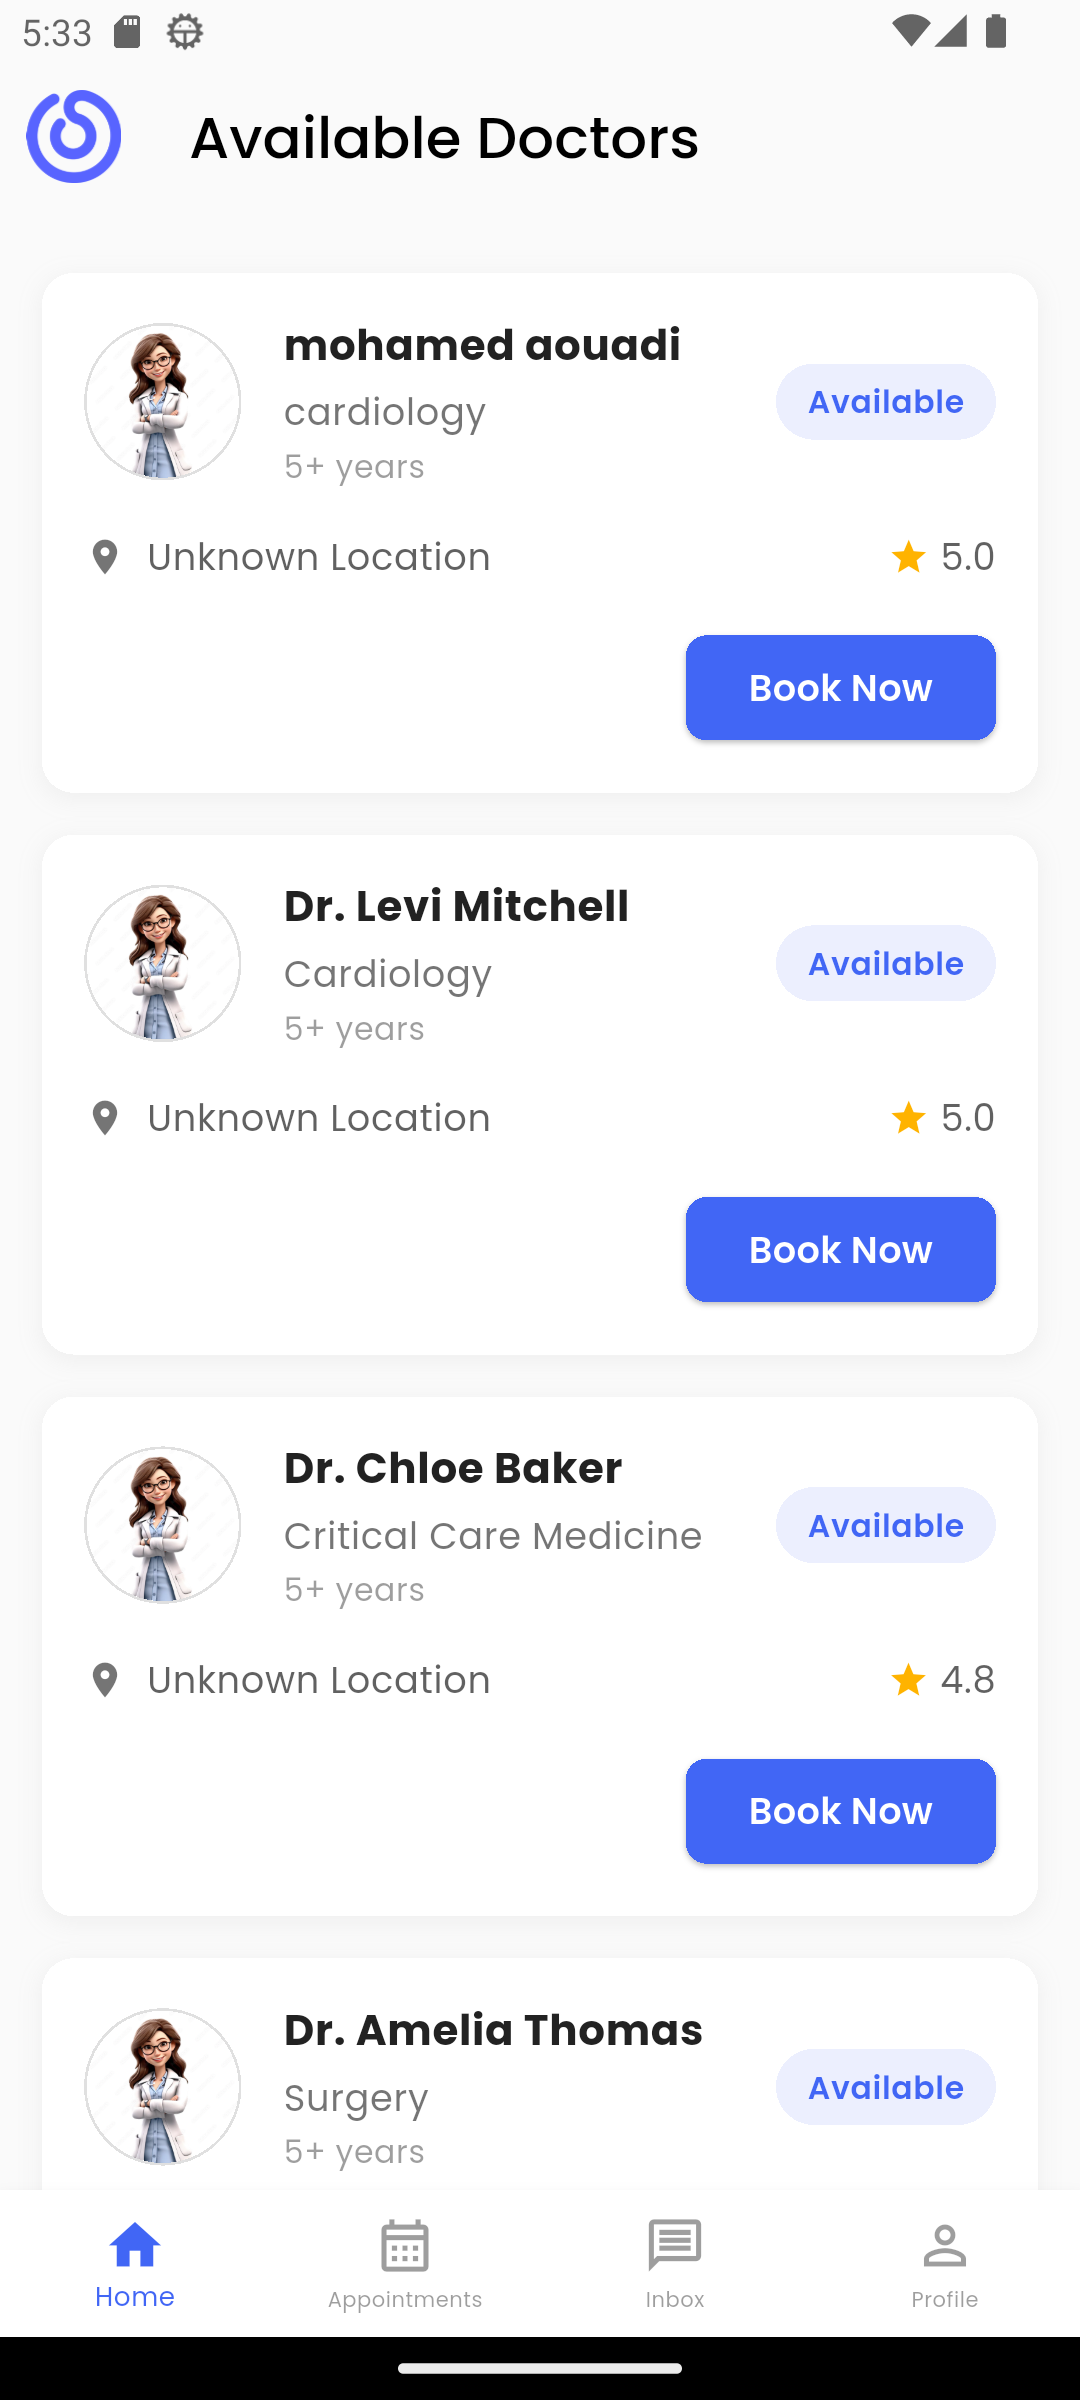 5:33
Available Doctors
mohamed aouadi
cardiology
5+ years
Available
Unknown Location
5.0
Book Now
Dr. Levi Mitchell
Cardiology
5+ years
Available
Unknown Location
5.0
Book Now
Dr. Chloe Baker
Critical Care Medicine
5+ years
Available
Unknown Location
4.8
Book Now
Dr. Amelia Thomas
Surgery
5+ years
Available
Home
Appointments
Inbox
Profile